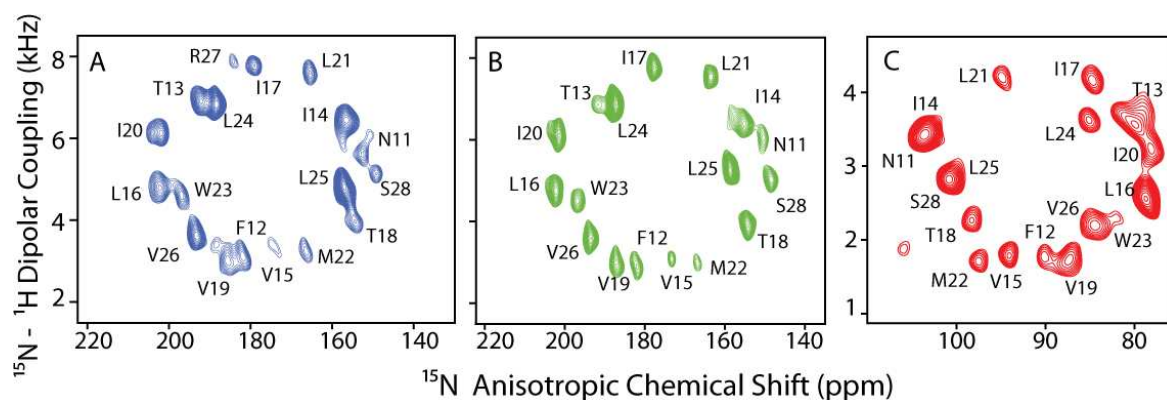 15N - 1H Dipolar Coupling (kHz)
A
8
6
4
2
R27
I17
L21
T13
L24
I14
I20
N11
L16
W23
L25
S28
V26
F12
T18
V19
V15
M22
220 200 180 160 140
B
I17
L21
T13
L24
I14
I20
N11
L16
W23
L25
S28
V26
F12
T18
V19
V15
M22
220 200 180 160 140
C
4
3
2
1
L21
I17
T13
I14
L24
N11
I20
L25
L16
S28
V26
T18
F12
W23
M22
V15
V19
100 90 80
15N Anisotropic Chemical Shift (ppm)